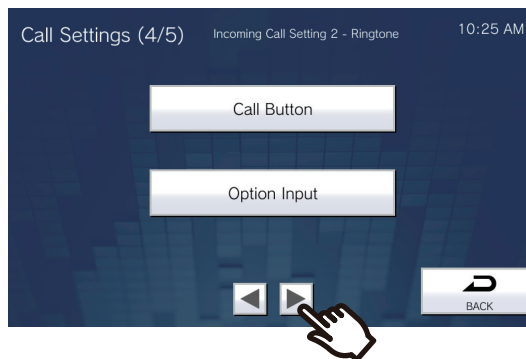 Call Settings (4/5)
Incoming Call Setting 2 - Ringtone
10:25 AM
Call Button
Option Input
BACK